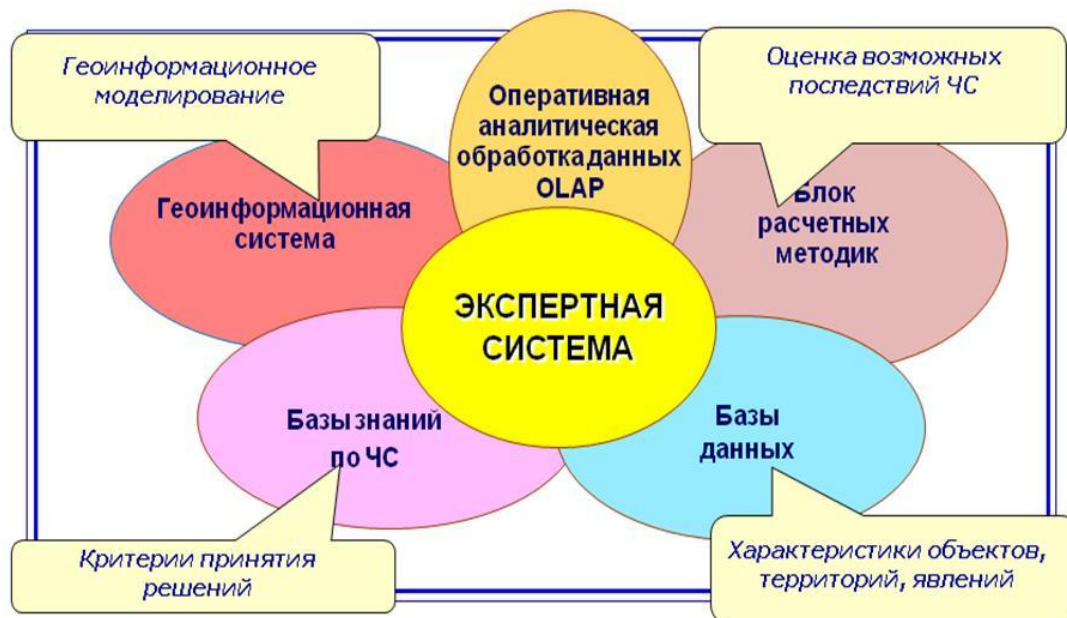 Геоинформационное
моделирование
Оперативная
аналитическая
обработка данных
OLAP
Оценка возможных
последствий ЧС
Геоинформационная
система
Блок
расчетных
методик
ЭКСПЕРТНАЯ
СИСТЕМА
Базы знаний
по ЧС
Базы
данных
Критерии принятия
решений
Характеристики объектов,
территорий, явлений